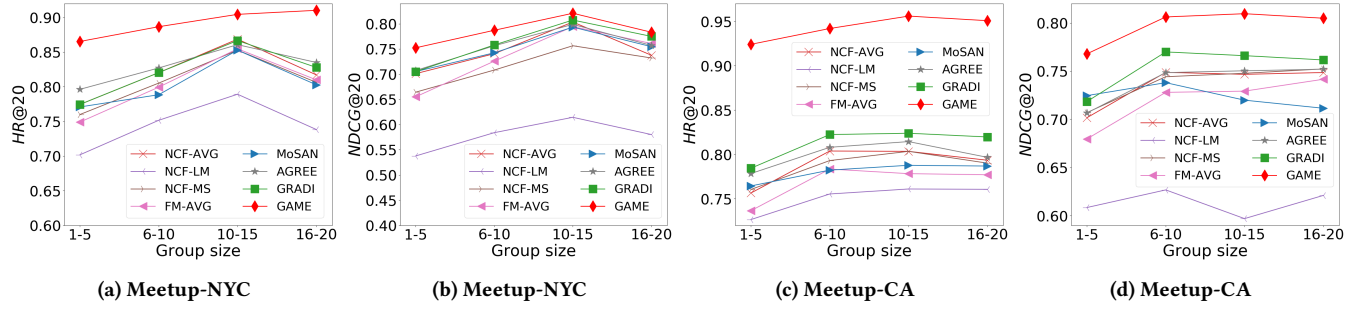 0.90
0.85
0.80
0.75
0.70
0.65
0.60
HR@20
NCF-AVG
NCF-LM
NCF-MS
FM-AVG
MoSAN
AGREE
GRADI
GAME
1-5 6-10 10-15 16-20
Group size
(a) Meetup-NYC
0.80
0.75
0.70
0.65
0.60
0.55
0.50
0.45
0.40
NDCG@20
NCF-AVG
NCF-LM
NCF-MS
FM-AVG
MoSAN
AGREE
GRADI
GAME
1-5 6-10 10-15 16-20
Group size
(b) Meetup-NYC
0.95
0.90
0.85
0.80
0.75
HR@20
NCF-AVG
NCF-LM
NCF-MS
FM-AVG
MoSAN
AGREE
GRADI
GAME
1-5 6-10 10-15 16-20
Group size
(c) Meetup-CA
0.80
0.75
0.70
0.65
0.60
NDCG@20
NCF-AVG
NCF-LM
NCF-MS
FM-AVG
MoSAN
AGREE
GRADI
GAME
1-5 6-10 10-15 16-20
Group size
(d) Meetup-CA